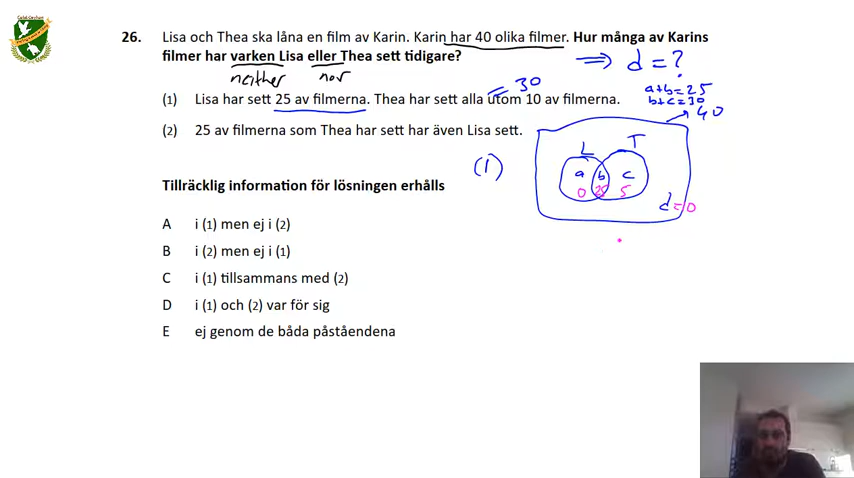 26. Lisa och Thea ska låna en film av Karin. Karin har 40 olika filmer. Hur många av Karins
filmer har varken Lisa eller Thea sett tidigare?
neither nor
⇒ d = ?
= 30
a+b=25
b+c=30
(1) Lisa har sett 25 av filmerna. Thea har sett alla utom 10 av filmerna.
40
(2) 25 av filmerna som Thea har sett har även Lisa sett.
(1)
L T
a b c
0 25 5
d=0
Tillräcklig information för lösningen erhålls
A i (1) men ej i (2)
B i (2) men ej i (1)
C i (1) tillsammans med (2)
D i (1) och (2) var för sig
E ej genom de båda påståendena